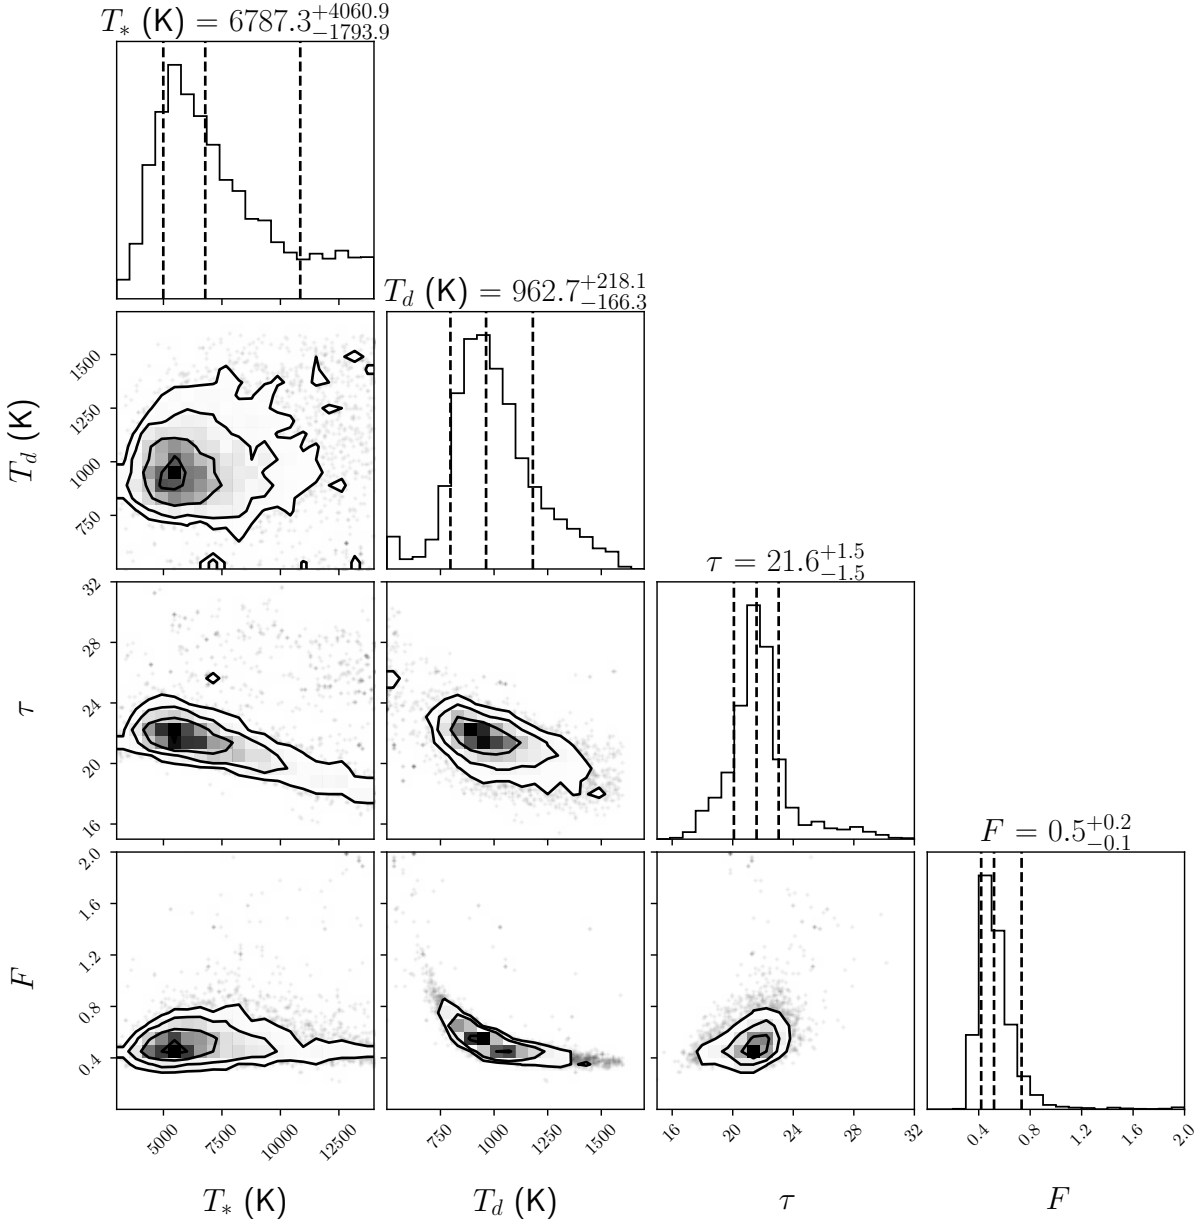 T_* (K) = 6787.3^{+4060.9}_{-1793.9}
T_d (K) = 962.7^{+218.1}_{-166.3}
1500
1250
1000
750
T_d (K)
τ = 21.6^{+1.5}_{-1.5}
32
28
24
20
16
τ
F = 0.5^{+0.2}_{-0.1}
2.0
1.6
1.2
0.8
0.4
F
5000 7500 10000 12500
750 1000 1250 1500
16 20 24 28 32
0.4 0.8 1.2 1.6 2.0
T_* (K) T_d (K) τ F